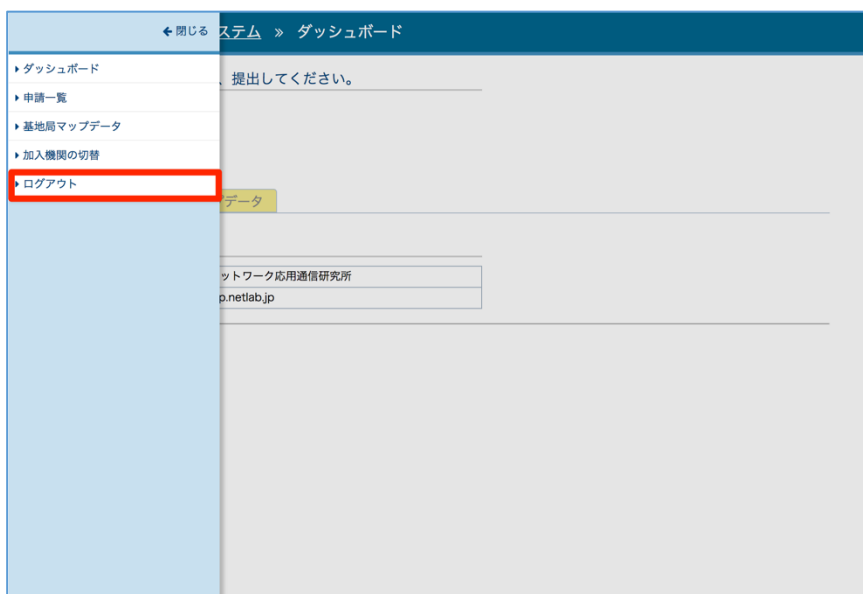 閉じる ステム » ダッシュボード
ダッシュボード
、提出してください。
申請一覧
基地局マップデータ
加入機関の切替
ログアウト
データ
ットワーク応用通信研究所
p.netlab.jp